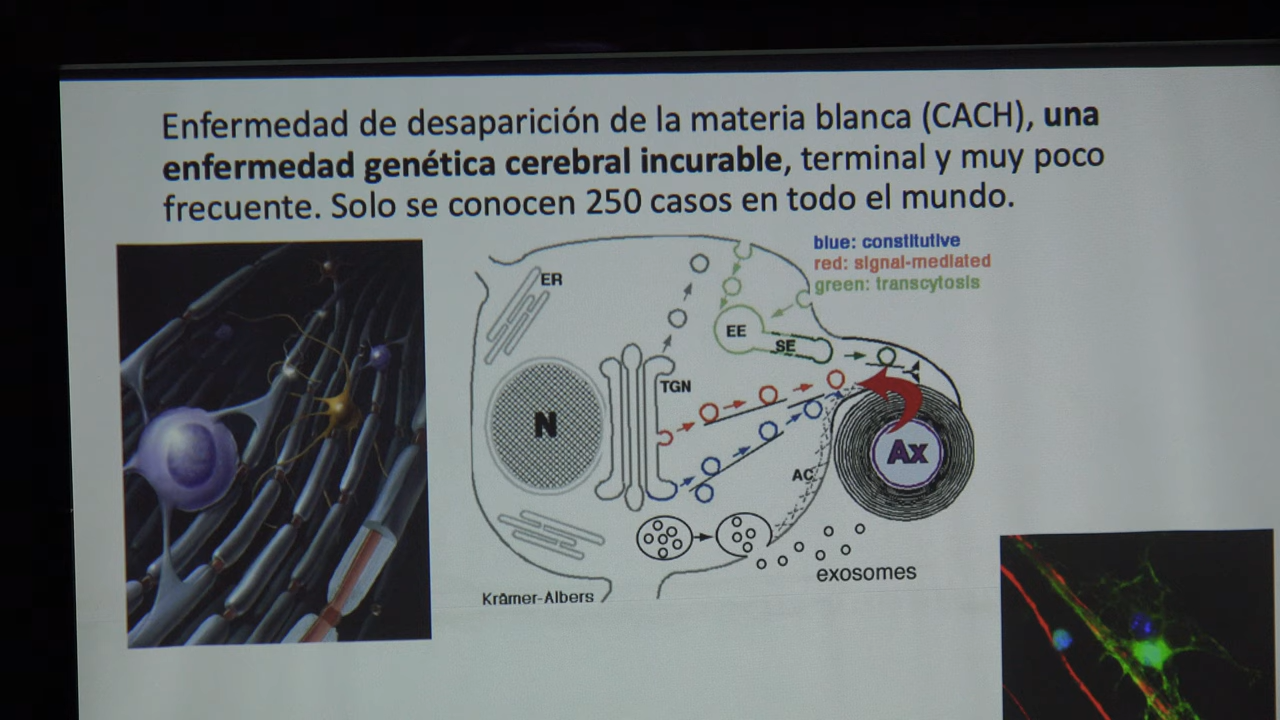 Enfermedad de desaparición de la materia blanca (CACH), una
enfermedad genética cerebral incurable, terminal y muy poco
frecuente. Solo se conocen 250 casos en todo el mundo.
blue: constitutive
red: signal-mediated
green: transcytosis
ER
EE
SE
TGN
N
Ax
AC
exosomes
Krämer-Albers